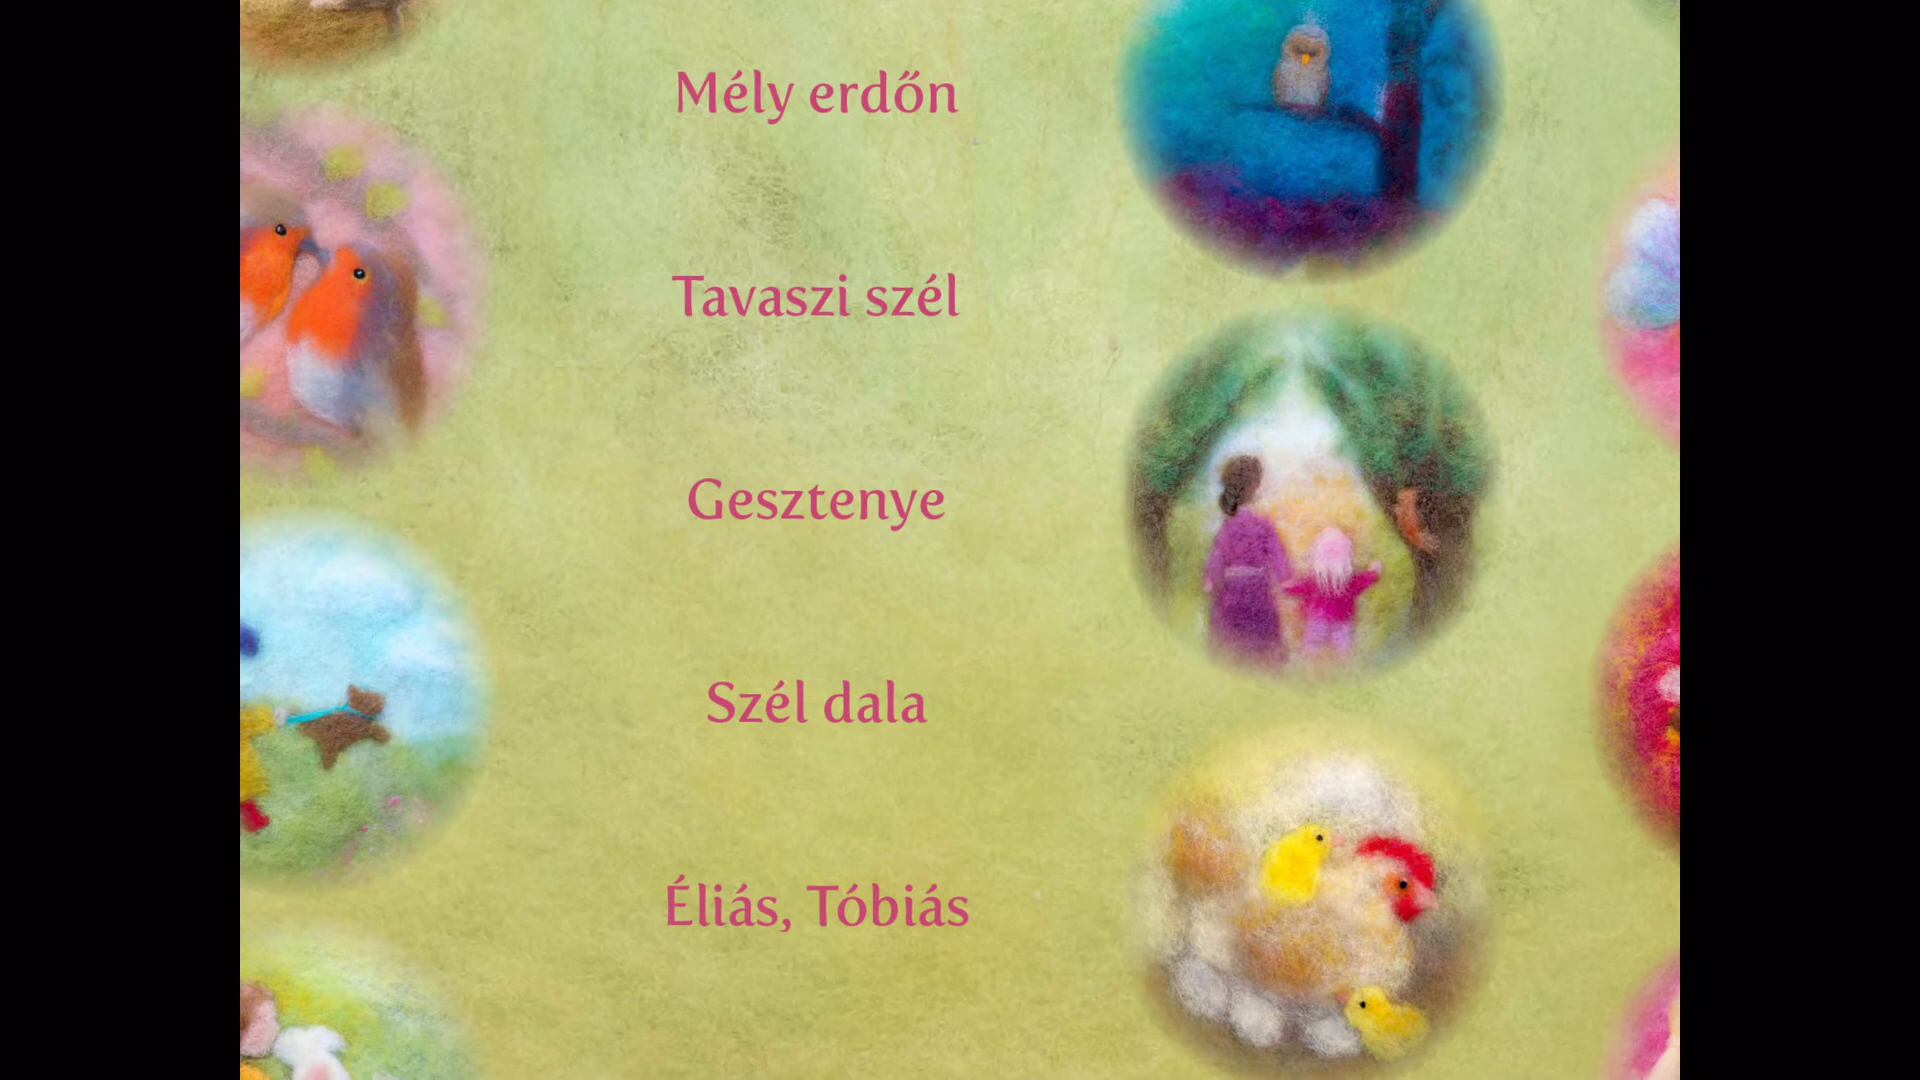 Mély erdőn
Tavaszi szél
Gesztenye
Szél dala
Éliás, Tóbiás